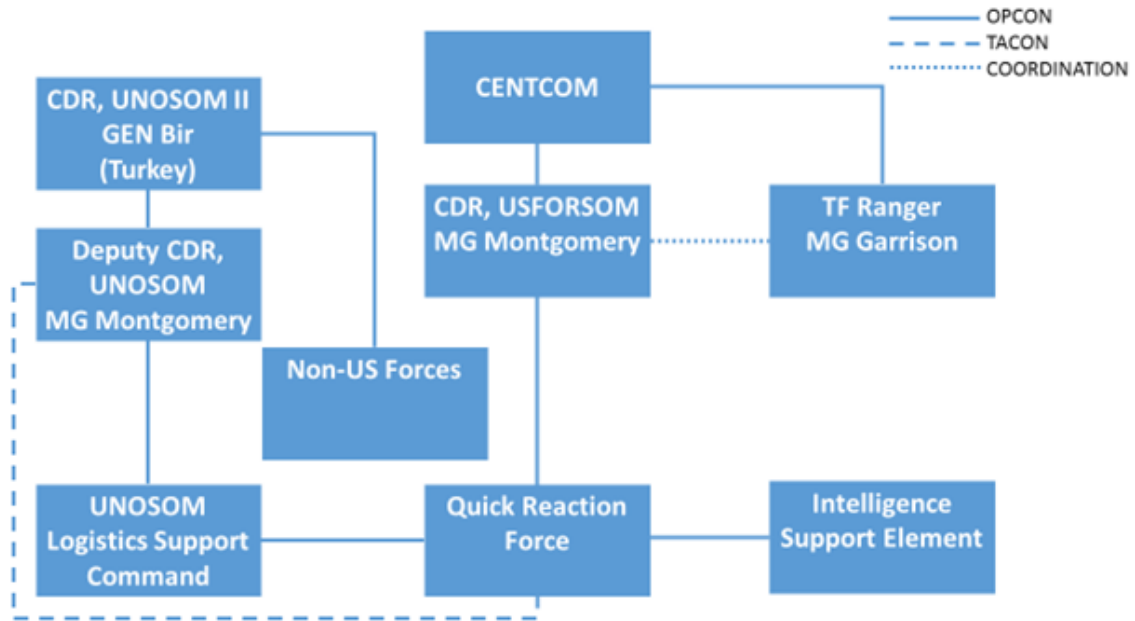 OPCON
TACON
COORDINATION
CDR, UNOSOM II
GEN Bir
(Turkey)
CENTCOM
Deputy CDR,
UNOSOM
MG Montgomery
CDR, USFORSOM
MG Montgomery
TF Ranger
MG Garrison
Non-US Forces
UNOSOM
Logistics Support
Command
Quick Reaction
Force
Intelligence
Support Element